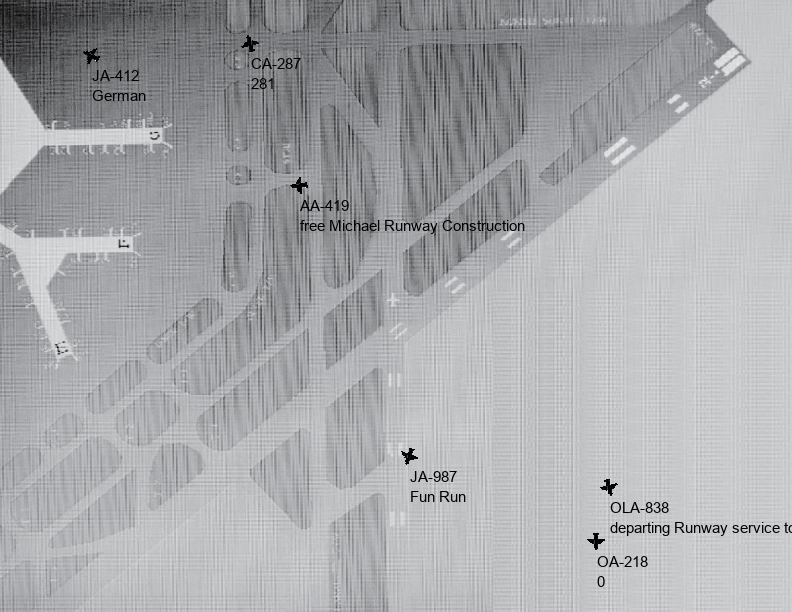 JA-412
German
CA-287
281
AA-419
free Michael Runway Construction
JA-987
Fun Run
OLA-838
departing Runway service to
OA-218
0